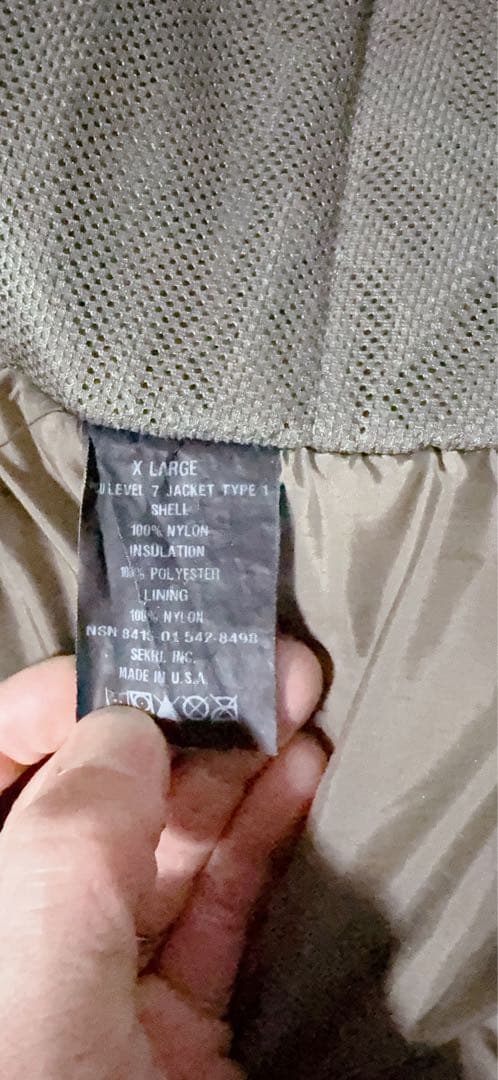 X LARGE
LEVEL 7 JACKET TYPE 1
SHELL
100% NYLON
INSULATION
100% POLYESTER
LINING
100% NYLON
NSN 8415-01-542-8498
SEKRI, INC.
MADE IN U.S.A